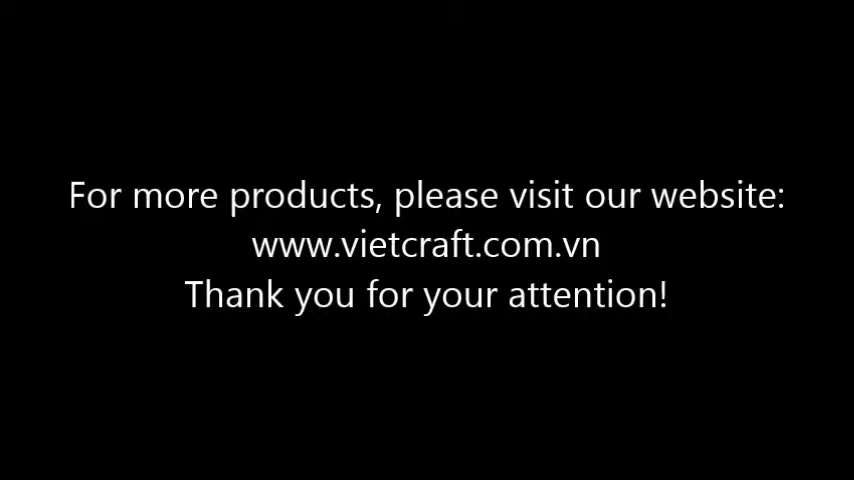 For more products, please visit our website:
www.vietcraft.com.vn
Thank you for your attention!